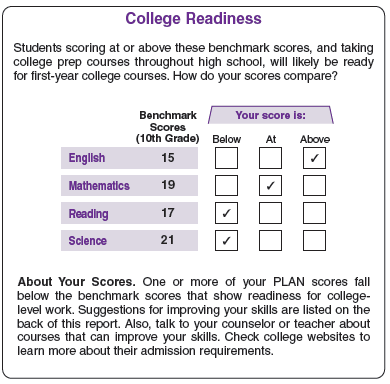 College Readiness
Students scoring at or above these benchmark scores, and taking
college prep courses throughout high school, will likely be ready
for first-year college courses. How do your scores compare?
Benchmark
Scores
(10th Grade)
Your score is:
Below At Above
English 15 ✓
Mathematics 19 ✓
Reading 17 ✓
Science 21 ✓
About Your Scores. One or more of your PLAN scores fall
below the benchmark scores that show readiness for college-
level work. Suggestions for improving your skills are listed on the
back of this report. Also, talk to your counselor or teacher about
courses that can improve your skills. Check college websites to
learn more about their admission requirements.